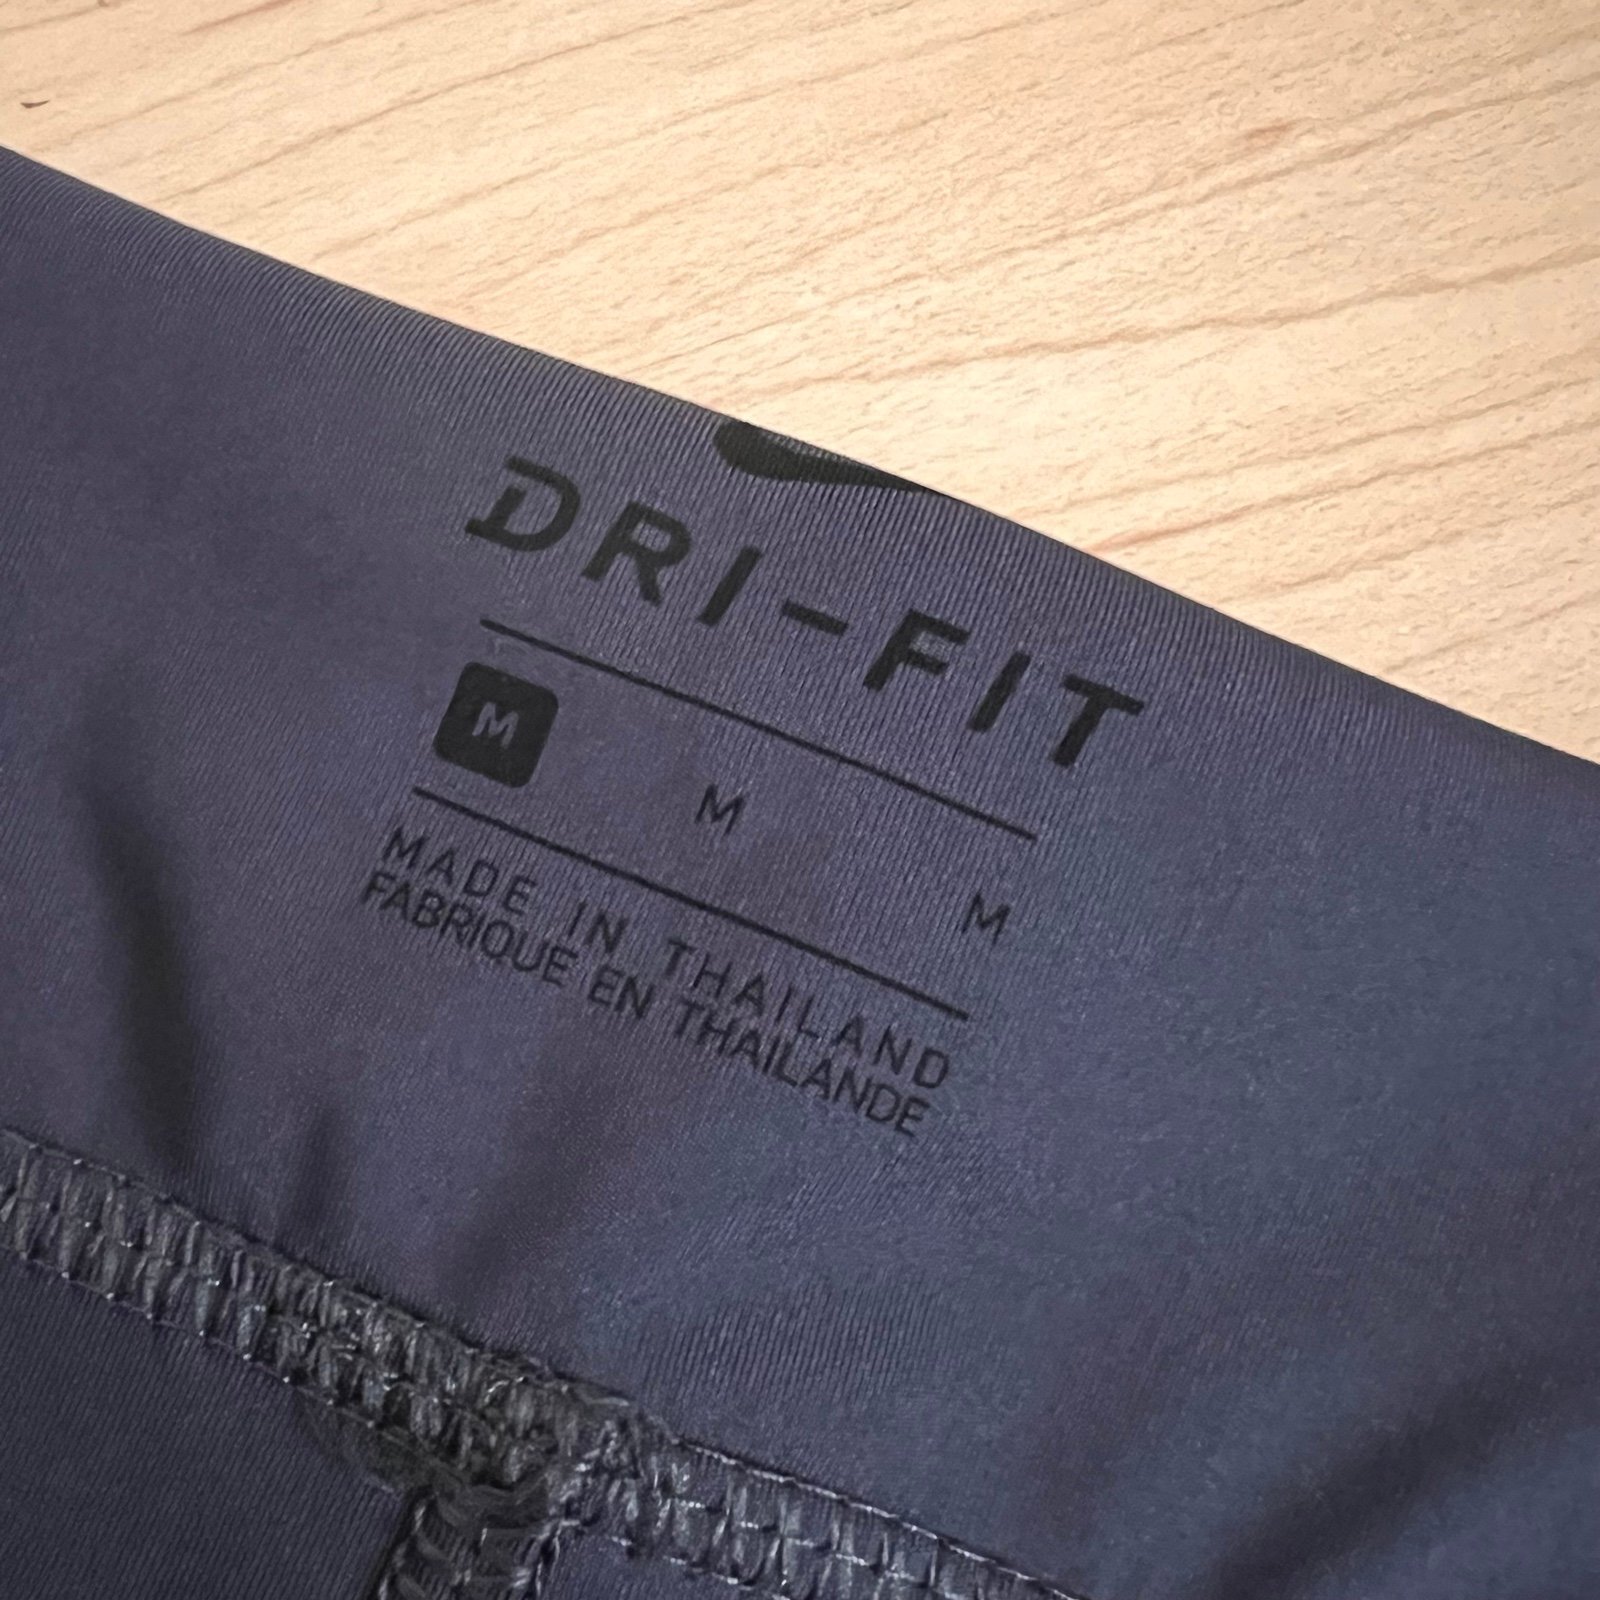 DRI-FIT
M M M
MADE IN THAILAND
FABRIQUE EN THAILANDE